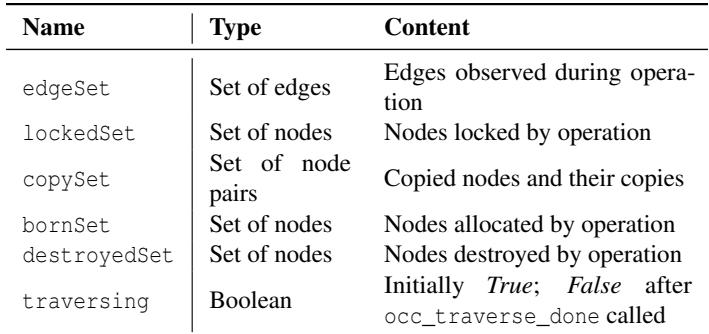 Name Type Content
edgeSet Set of edges Edges observed during opera-
tion
lockedSet Set of nodes Nodes locked by operation
copySet Set of node
pairs Copied nodes and their copies
bornSet Set of nodes Nodes allocated by operation
destroyedSet Set of nodes Nodes destroyed by operation
traversing Boolean Initially True; False after
occ_traverse_done called